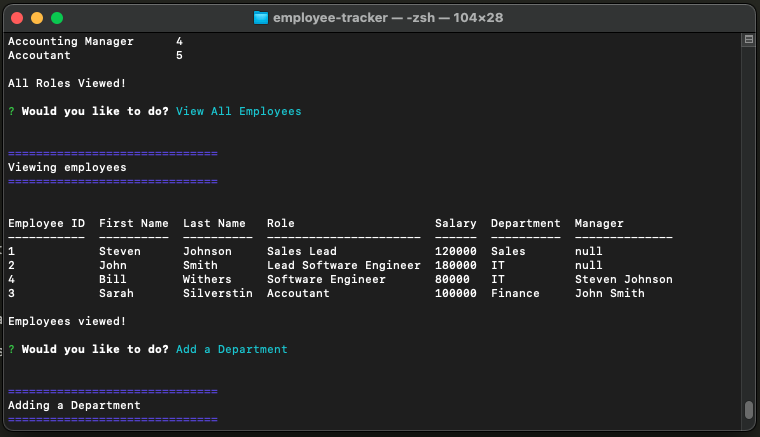 employee-tracker — -zsh — 104×28
Accounting Manager      4
Accoutant               5
All Roles Viewed!
? Would you like to do? View All Employees
==============================
Viewing employees
==============================
Employee ID  First Name  Last Name   Role                    Salary  Department  Manager
-----------  ----------  ----------  ----------------------  ------  ----------  --------------
1            Steven      Johnson     Sales Lead              120000  Sales       null
2            John        Smith       Lead Software Engineer  180000  IT          null
4            Bill        Withers     Software Engineer       80000   IT          Steven Johnson
3            Sarah       Silverstin  Accoutant               100000  Finance     John Smith
Employees viewed!
? Would you like to do? Add a Department
==============================
Adding a Department
==============================